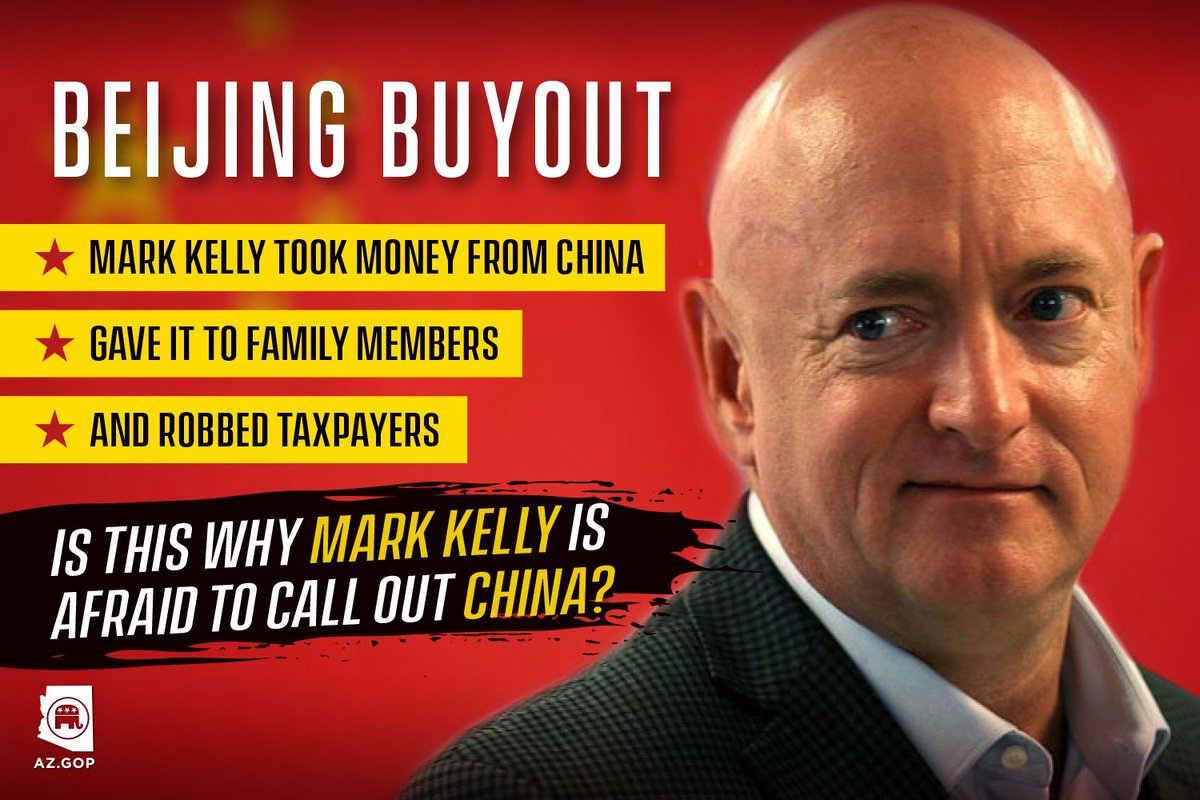 BEIJING BUYOUT
MARK KELLY TOOK MONEY FROM CHINA
GAVE IT TO FAMILY MEMBERS
AND ROBBED TAXPAYERS
IS THIS WHY MARK KELLY IS
AFRAID TO CALL OUT CHINA?
AZ.GOP